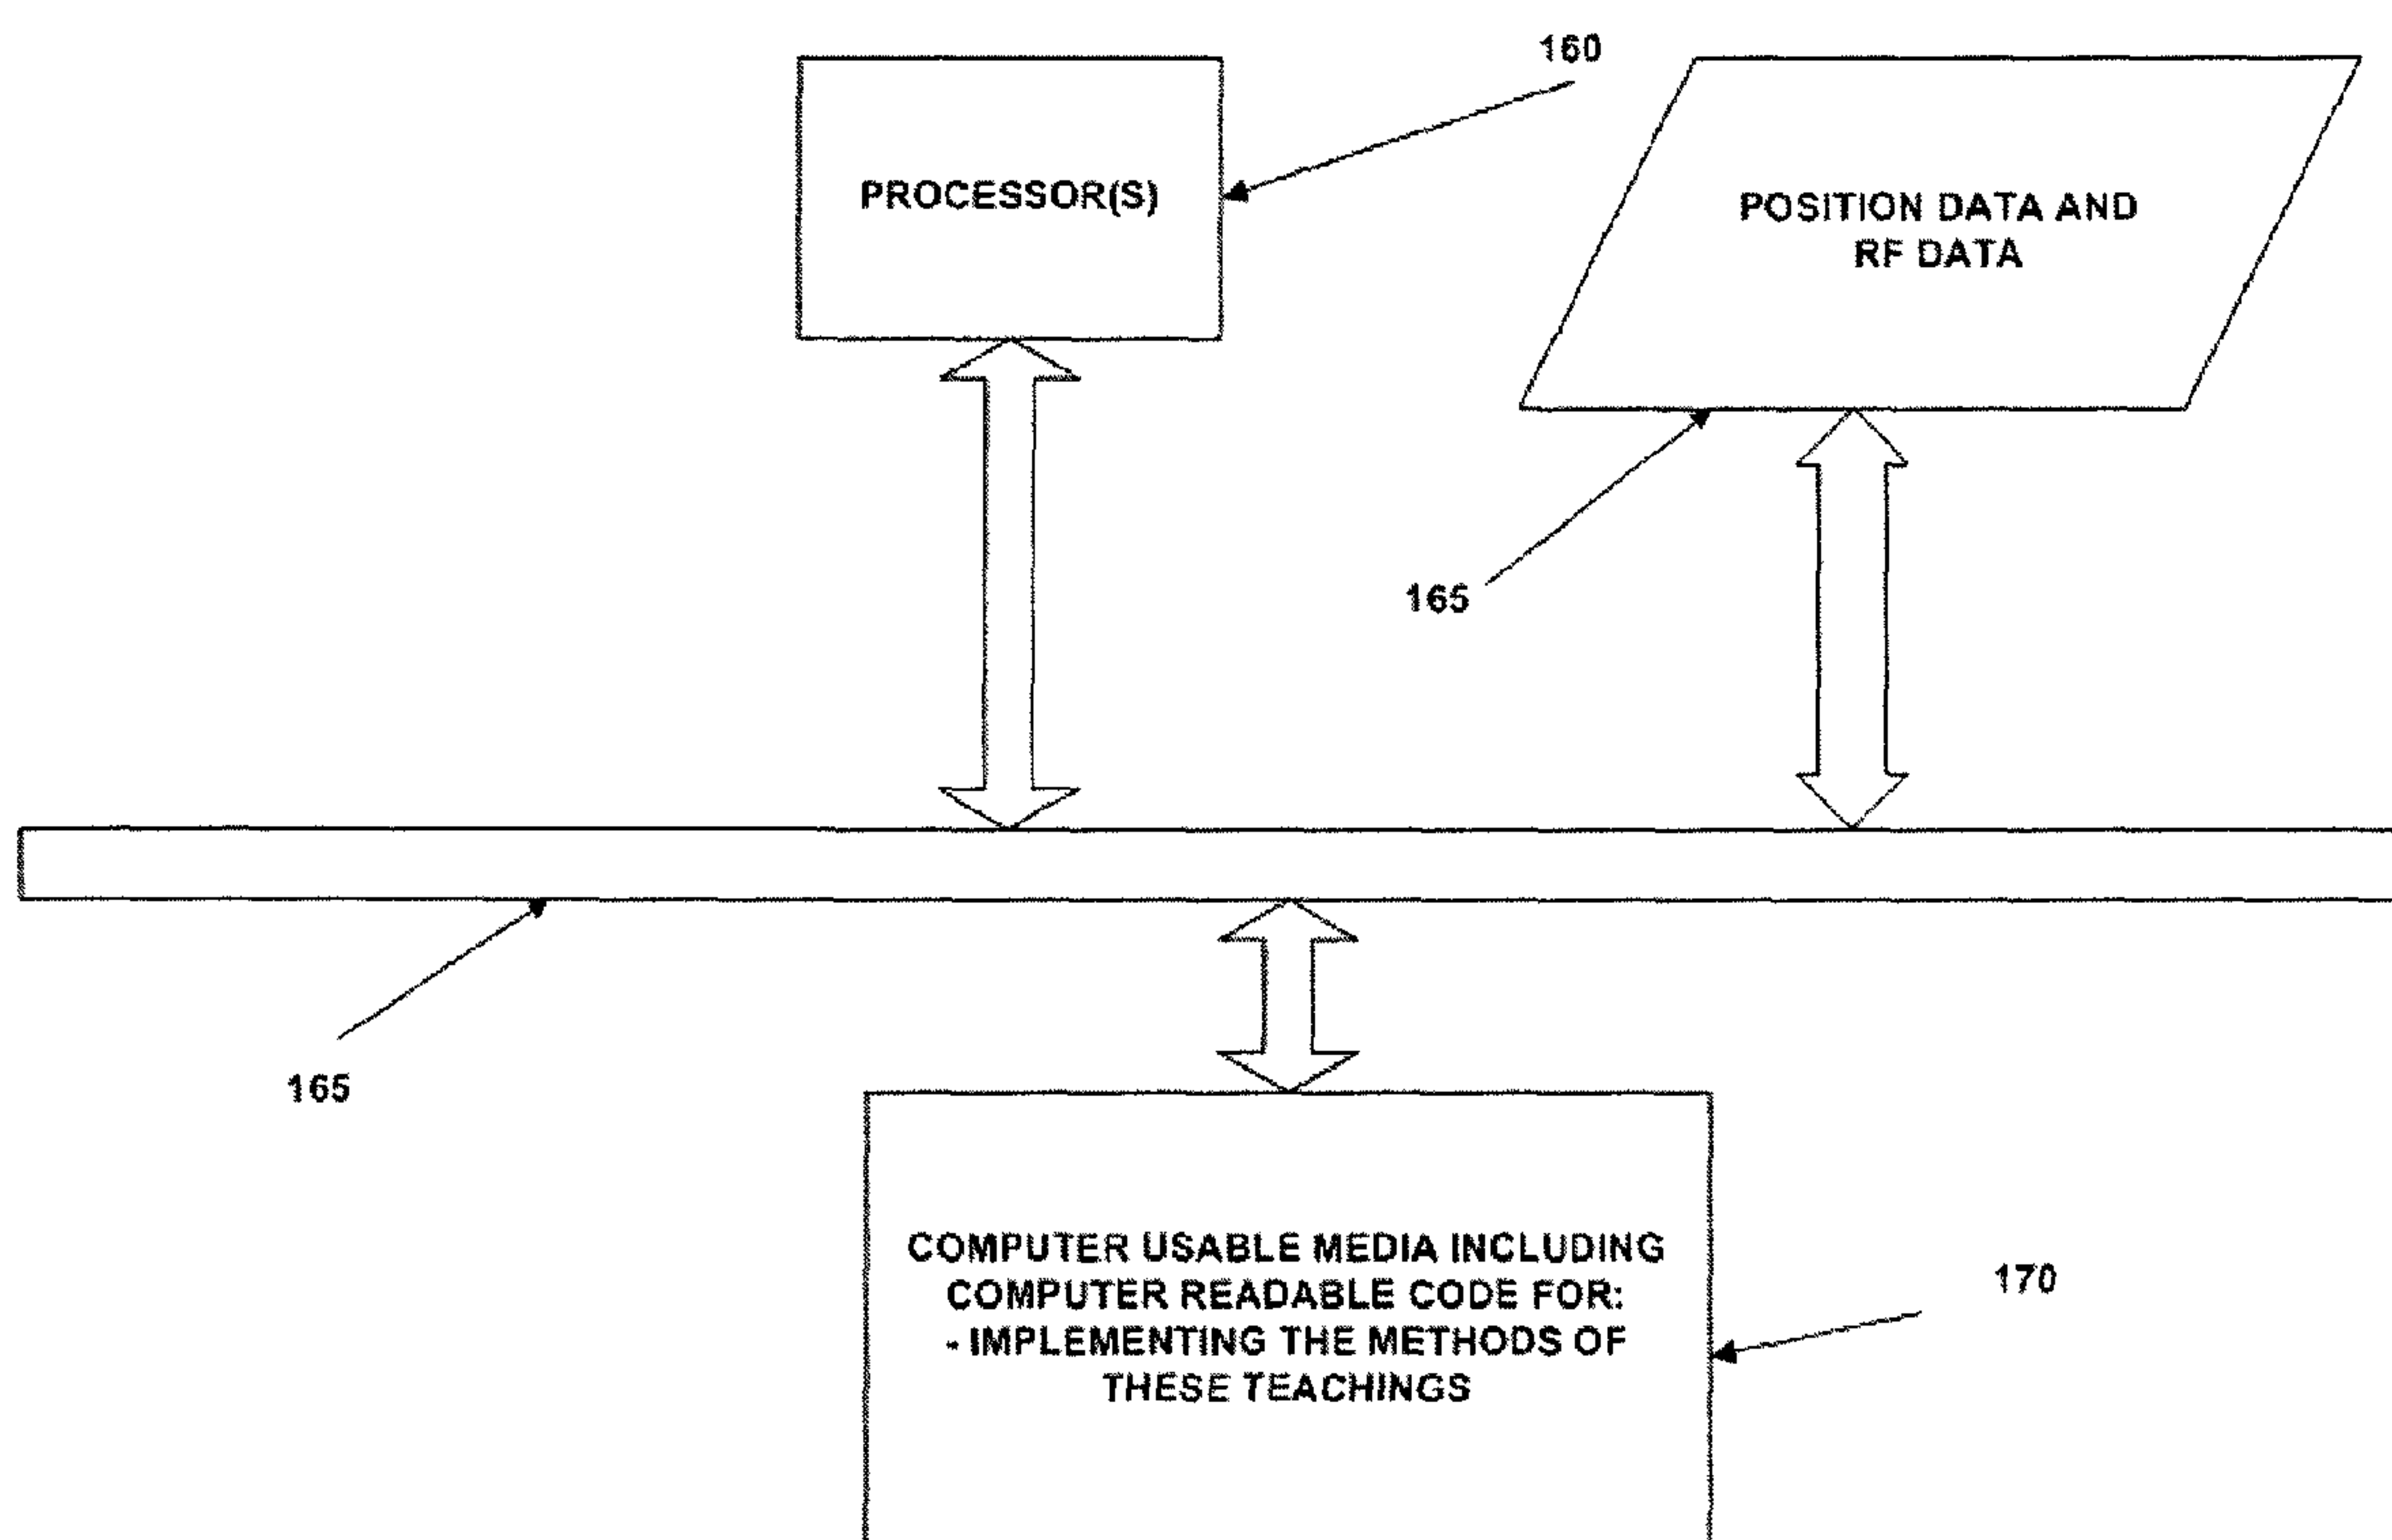 160
PROCESSOR(S)
POSITION DATA AND
RF DATA
165
165
COMPUTER USABLE MEDIA INCLUDING
COMPUTER READABLE CODE FOR:
- IMPLEMENTING THE METHODS OF
THESE TEACHINGS
170